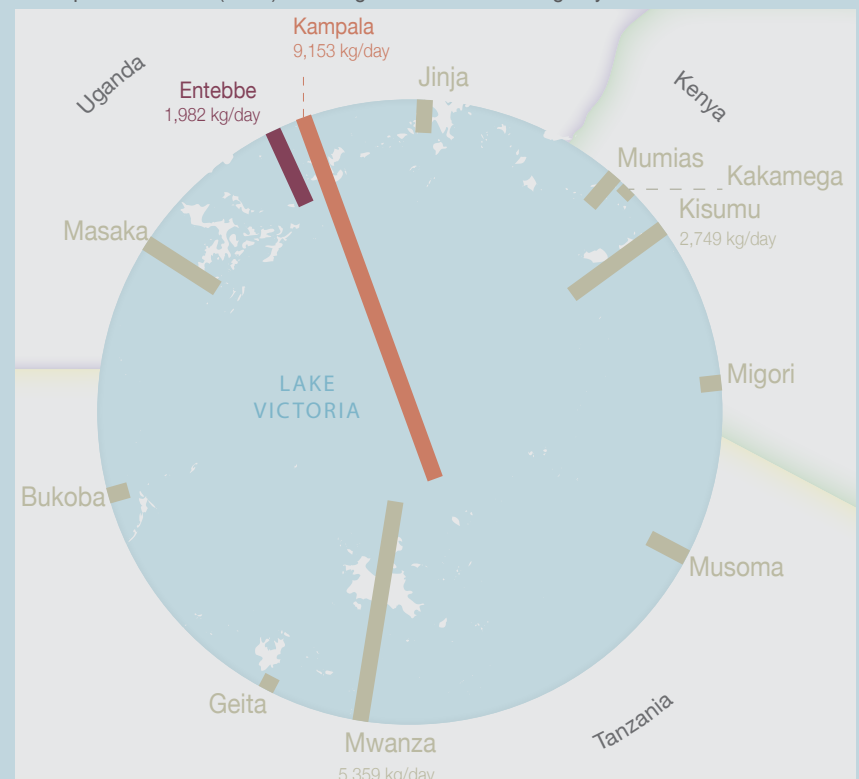 Kampala
9,153 kg/day
Uganda
Entebbe
1,982 kg/day
Jinja
Kenya
Mumias
Kakamega
Kisumu
2,749 kg/day
Masaka
LAKE
VICTORIA
Migori
Bukoba
Musoma
Geita
Tanzania
Mwanza
5,359 kg/day